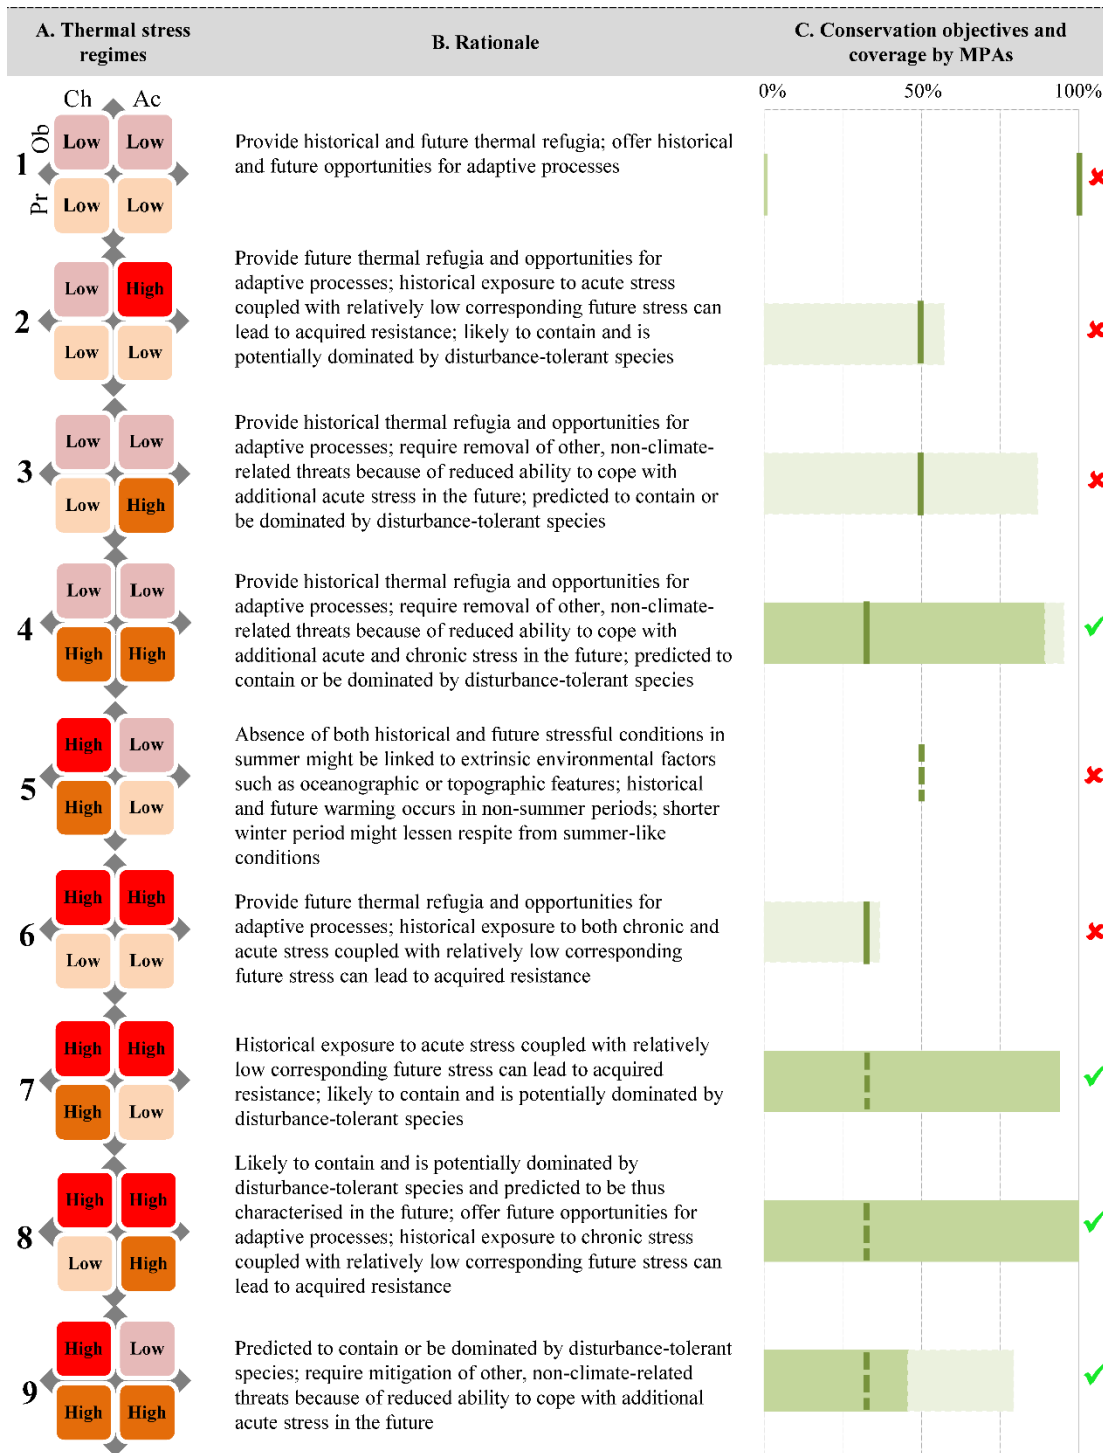 A. Thermal stress
regimes
B. Rationale
C. Conservation objectives and
coverage by MPAs
0%
50%
100%
Ch
Ac
Ob
Pr
1
Low
Low
Low
Low
Provide historical and future thermal refugia; offer historical
and future opportunities for adaptive processes
2
Low
High
Low
Low
Provide future thermal refugia and opportunities for
adaptive processes; historical exposure to acute stress
coupled with relatively low corresponding future stress can
lead to acquired resistance; likely to contain and is
potentially dominated by disturbance-tolerant species
3
Low
Low
Low
High
Provide historical thermal refugia and opportunities for
adaptive processes; require removal of other, non-climate-
related threats because of reduced ability to cope with
additional acute stress in the future; predicted to contain or
be dominated by disturbance-tolerant species
4
Low
Low
High
High
Provide historical thermal refugia and opportunities for
adaptive processes; require removal of other, non-climate-
related threats because of reduced ability to cope with
additional acute and chronic stress in the future; predicted to
contain or be dominated by disturbance-tolerant species
5
High
Low
High
Low
Absence of both historical and future stressful conditions in
summer might be linked to extrinsic environmental factors
such as oceanographic or topographic features; historical
and future warming occurs in non-summer periods; shorter
winter period might lessen respite from summer-like
conditions
6
High
High
Low
Low
Provide future thermal refugia and opportunities for
adaptive processes; historical exposure to both chronic and
acute stress coupled with relatively low corresponding
future stress can lead to acquired resistance
7
High
High
High
Low
Historical exposure to acute stress coupled with relatively
low corresponding future stress can lead to acquired
resistance; likely to contain and is potentially dominated by
disturbance-tolerant species
8
High
High
Low
High
Likely to contain and is potentially dominated by
disturbance-tolerant species and predicted to be thus
characterised in the future; offer future opportunities for
adaptive processes; historical exposure to chronic stress
coupled with relatively low corresponding future stress can
lead to acquired resistance
9
High
Low
High
High
Predicted to contain or be dominated by disturbance-tolerant
species; require mitigation of other, non-climate-related
threats because of reduced ability to cope with additional
acute stress in the future